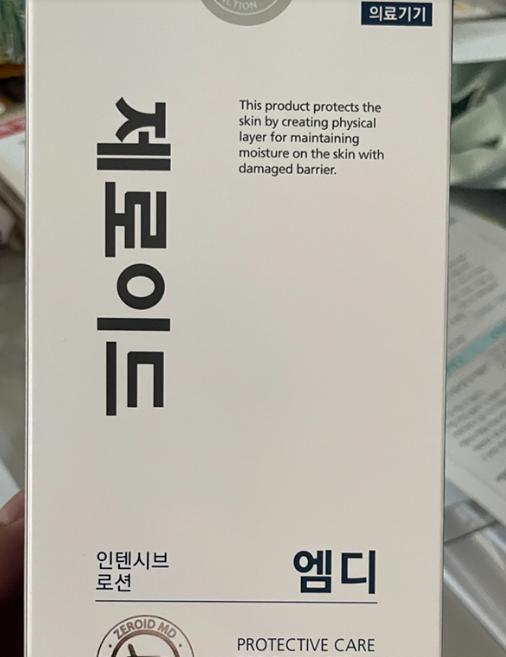 의료기기
This product protects the
skin by creating physical
layer for maintaining
moisture on the skin with
damaged barrier.
제로이드
인텐시브
로션
엠디
ZEROID MD
PROTECTIVE CARE